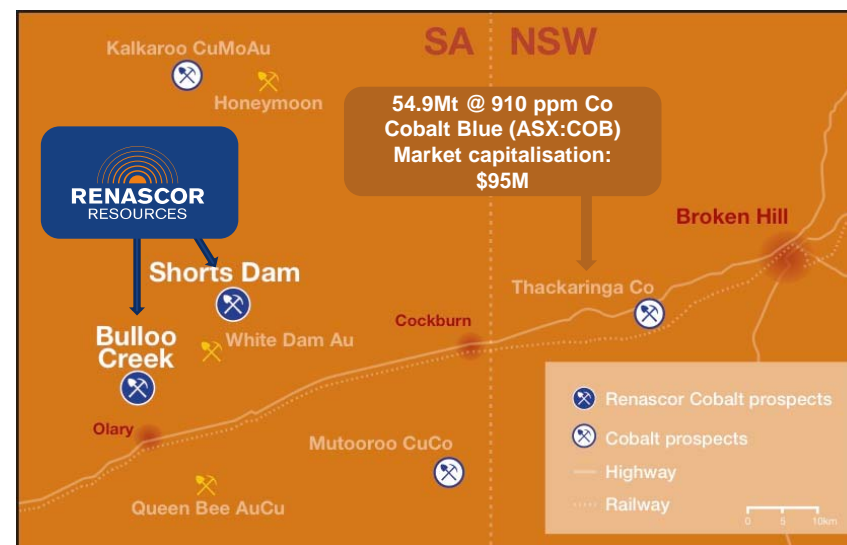 SA NSW
Kalkaroo CuMoAu
Honeymoon
54.9Mt @ 910 ppm Co
Cobalt Blue (ASX:COB)
Market capitalisation:
$95M
RENASCOR
RESOURCES
Broken Hill
Shorts Dam
Thackaringa Co
Cockburn
Bulloo
Creek
White Dam Au
Olary
Mutooroo CuCo
Queen Bee AuCu
Renascor Cobalt prospects
Cobalt prospects
Highway
Railway
0 5 10km